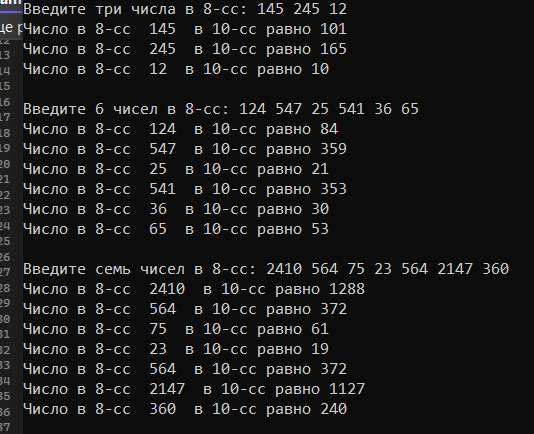 Введите три числа в 8-сс: 145 245 12
Число в 8-сс  145  в 10-сс равно 101
Число в 8-сс  245  в 10-сс равно 165
Число в 8-сс  12  в 10-сс равно 10
Введите 6 чисел в 8-сс: 124 547 25 541 36 65
Число в 8-сс  124  в 10-сс равно 84
Число в 8-сс  547  в 10-сс равно 359
Число в 8-сс  25  в 10-сс равно 21
Число в 8-сс  541  в 10-сс равно 353
Число в 8-сс  36  в 10-сс равно 30
Число в 8-сс  65  в 10-сс равно 53
Введите семь чисел в 8-сс: 2410 564 75 23 564 2147 360
Число в 8-сс  2410  в 10-сс равно 1288
Число в 8-сс  564  в 10-сс равно 372
Число в 8-сс  75  в 10-сс равно 61
Число в 8-сс  23  в 10-сс равно 19
Число в 8-сс  564  в 10-сс равно 372
Число в 8-сс  2147  в 10-сс равно 1127
Число в 8-сс  360  в 10-сс равно 240